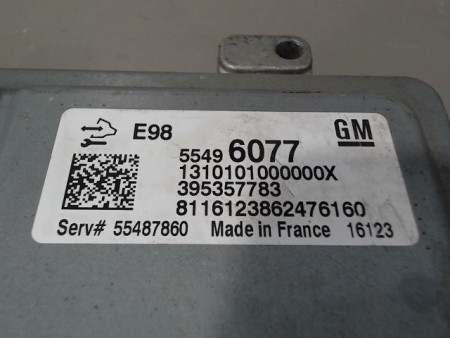 E98
GM
5549 6077
1310101000000X
395357783
8116123862476160
Serv# 55487860 Made in France 16123